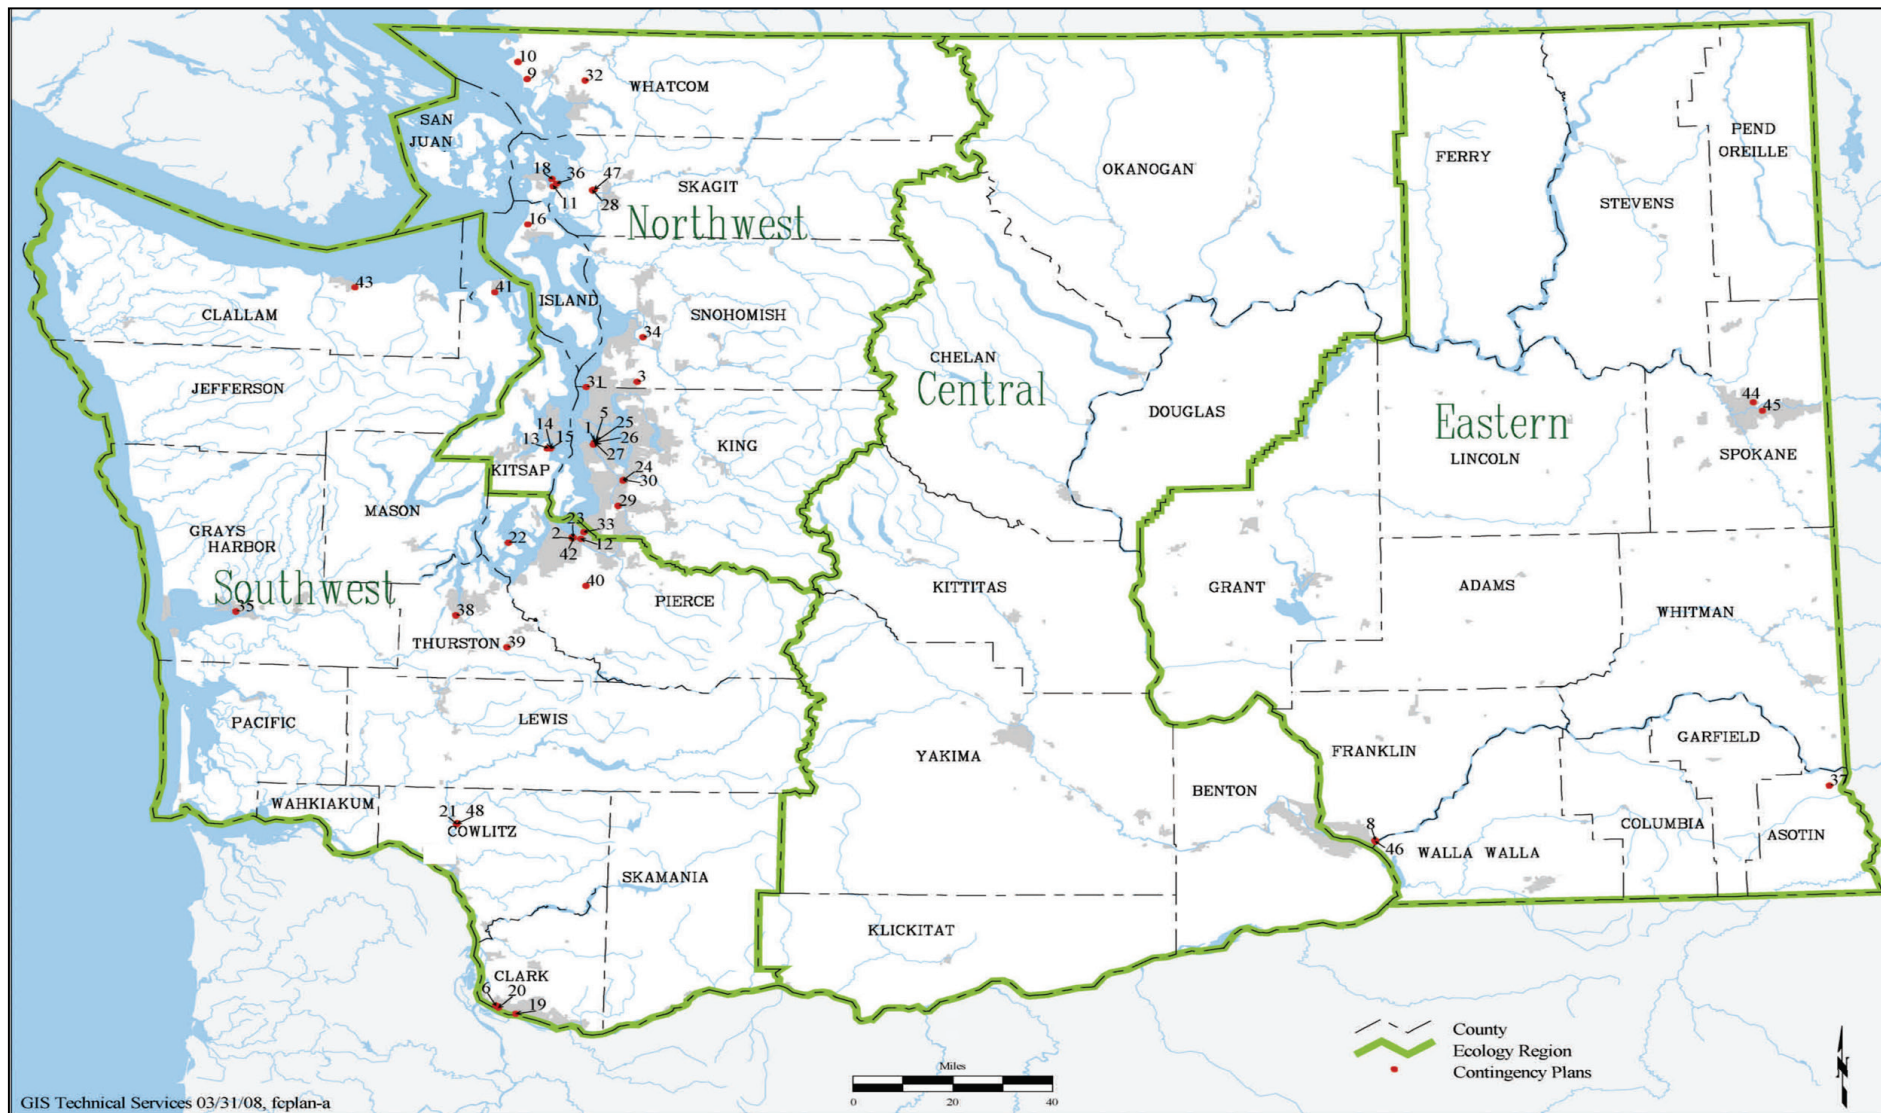 10
9
32
WHATCOM
SAN
JUAN
18
36
47
SKAGIT
11
28
16
Northwest
OKANOGAN
FERRY
PEND
OREILLE
STEVENS
43
41
ISLAND
CLALLAM
SNOHOMISH
34
CHELAN
Central
JEFFERSON
31
3
DOUGLAS
44
45
Eastern
LINCOLN
SPOKANE
5
14
1
25
13
15
26
27
KING
KITSAP
24
30
29
MASON
GRAYS
HARBOR
23
33
2
12
42
22
Southwest
35
40
PIERCE
KITTITAS
GRANT
ADAMS
WHITMAN
38
THURSTON
39
PACIFIC
LEWIS
YAKIMA
FRANKLIN
GARFIELD
BENTON
37
WAHKIAKUM
21
48
COWLITZ
8
46
WALLA WALLA
COLUMBIA
ASOTIN
SKAMANIA
KLICKITAT
CLARK
6
20
19
County
Ecology Region
Contingency Plans
Miles
0
20
40
N
GIS Technical Services 03/31/08, fcplan-a